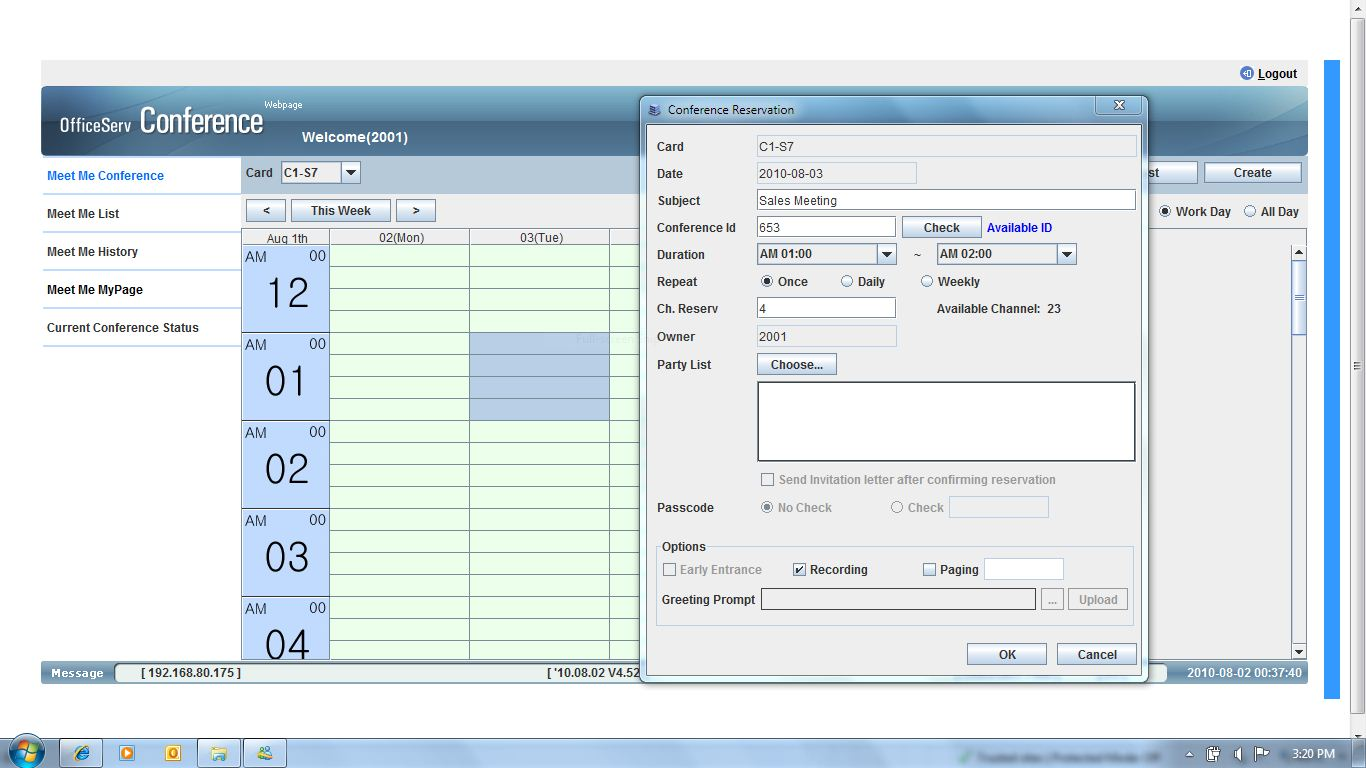 Logout
Webpage
OfficeServ Conference
Welcome(2001)
Meet Me Conference
Meet Me List
Meet Me History
Meet Me MyPage
Current Conference Status
Card C1-S7
st Create
< This Week >
Work Day All Day
Aug 1th 02(Mon) 03(Tue)
AM 00
12
AM 00
01
AM 00
02
AM 00
03
AM 00
04
Conference Reservation
Card C1-S7
Date 2010-08-03
Subject Sales Meeting
Conference Id 653 Check Available ID
Duration AM 01:00 ~ AM 02:00
Repeat Once Daily Weekly
Ch. Reserv 4 Available Channel: 23
Owner 2001
Party List Choose...
Send Invitation letter after confirming reservation
Passcode No Check Check
Options
Early Entrance Recording Paging
Greeting Prompt ... Upload
OK Cancel
Message [ 192.168.80.175 ] [ '10.08.02 V4.52 2010-08-02 00:37:40
3:20 PM